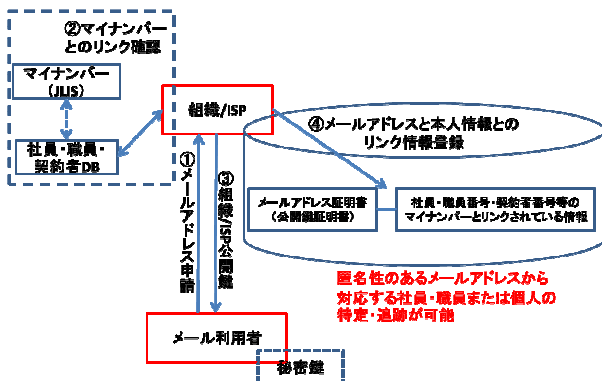 ②マイナンバー
とのリンク確認
マイナンバー
（JLIS）
社員・職員・
契約者DB
組織/ISP
①メールアドレス申請
③組織/ISP公開鍵
④メールアドレスと本人情報との
リンク情報登録
メールアドレス証明書
（公開鍵証明書）
社員・職員番号・契約者番号等の
マイナンバーとリンクされている情報
匿名性のあるメールアドレスから
対応する社員・職員または個人の
特定・追跡が可能
メール利用者
秘密鍵